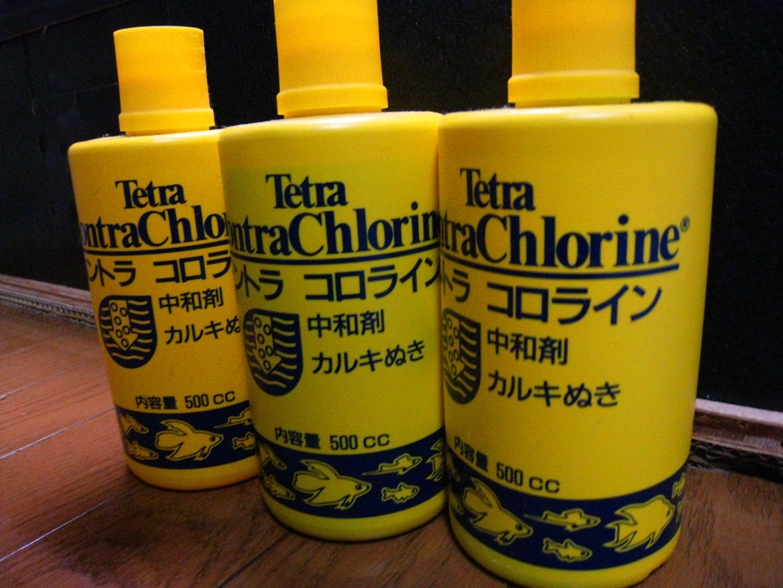 Tetra
ontraChlo
ントラ コロラ
中和剤
カルキぬ
内容量 500 CC
Tetra
ontraChlorin
ントラ コロライン
中和剤
カルキぬき
内容量 500 CC
Tetra
traChlorine®
トラ コロライン
中和剤
カルキぬき
内容量 500 CC